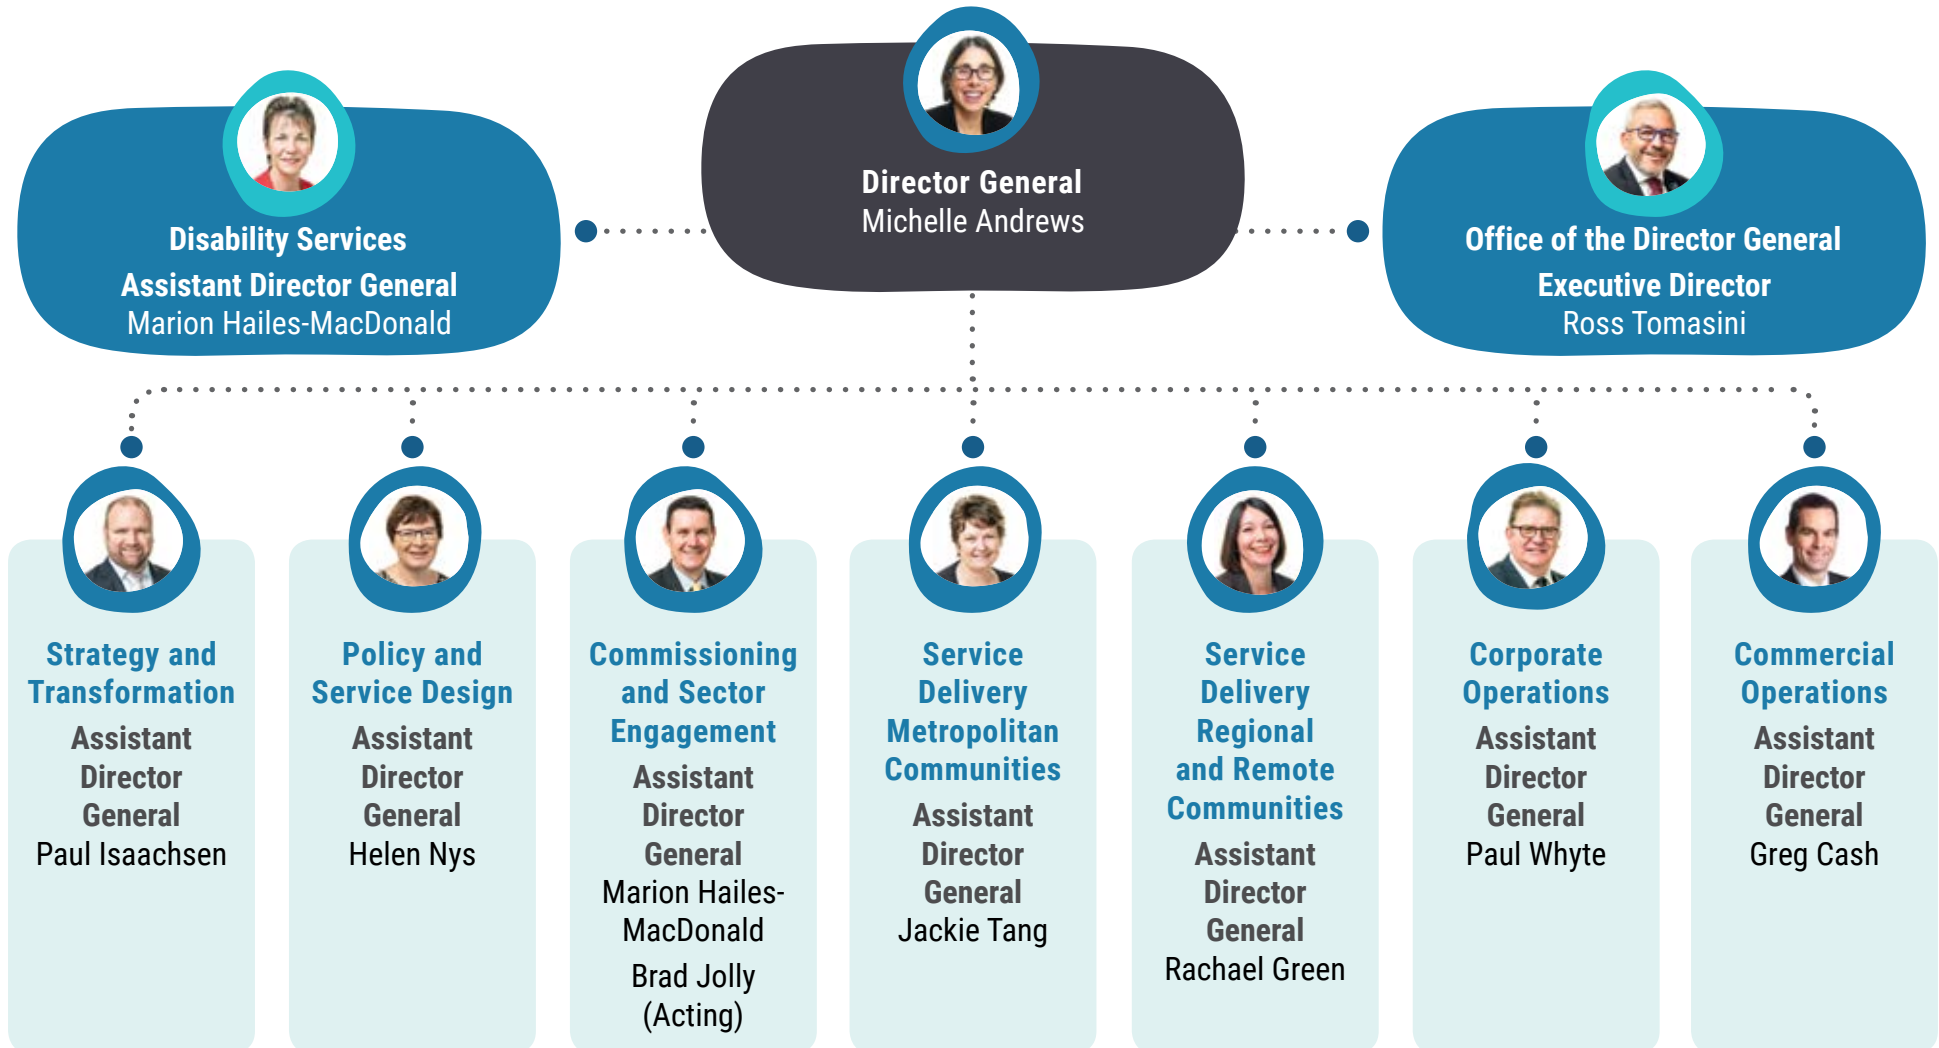 Director General
Michelle Andrews
Disability Services
Assistant Director General
Marion Hailes-MacDonald
Office of the Director General
Executive Director
Ross Tomasini
Strategy and
Transformation
Assistant
Director
General
Paul Isaachsen
Policy and
Service Design
Assistant
Director
General
Helen Nys
Commissioning
and Sector
Engagement
Assistant
Director
General
Marion Hailes-
MacDonald
Brad Jolly
(Acting)
Service
Delivery
Metropolitan
Communities
Assistant
Director
General
Jackie Tang
Service
Delivery
Regional
and Remote
Communities
Assistant
Director
General
Rachael Green
Corporate
Operations
Assistant
Director
General
Paul Whyte
Commercial
Operations
Assistant
Director
General
Greg Cash